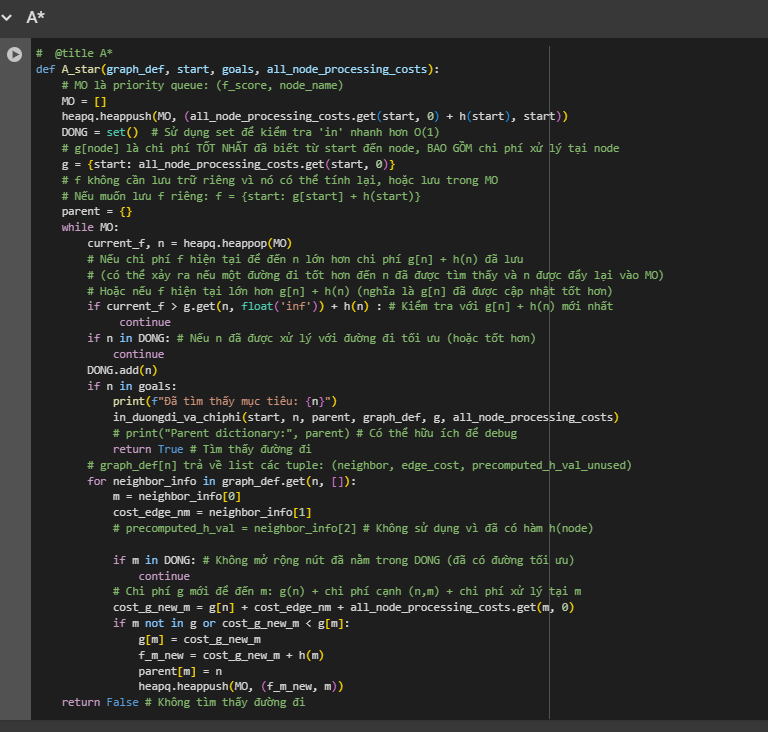 A*
#  @title A*
def A_star(graph_def, start, goals, all_node_processing_costs):
    # MO là priority queue: (f_score, node_name)
    MO = []
    heapq.heappush(MO, (all_node_processing_costs.get(start, 0) + h(start), start))
    DONG = set()  # Sử dụng set để kiểm tra 'in' nhanh hơn O(1)
    # g[node] là chi phí TỐT NHẤT đã biết từ start đến node, BAO GỒM chi phí xử lý tại node
    g = {start: all_node_processing_costs.get(start, 0)}
    # f không cần lưu trữ riêng vì nó có thể tính lại, hoặc lưu trong MO
    # Nếu muốn lưu f riêng: f = {start: g[start] + h(start)}
    parent = {}
    while MO:
        current_f, n = heapq.heappop(MO)
        # Nếu chi phí f hiện tại để đến n lớn hơn chi phí g[n] + h(n) đã lưu
        # (có thể xảy ra nếu một đường đi tốt hơn đến n đã được tìm thấy và n được đẩy lại vào MO)
        # Hoặc nếu f hiện tại lớn hơn g[n] + h(n) (nghĩa là g[n] đã được cập nhật tốt hơn)
        if current_f > g.get(n, float('inf')) + h(n) : # Kiểm tra với g[n] + h(n) mới nhất
             continue
        if n in DONG: # Nếu n đã được xử lý với đường đi tối ưu (hoặc tốt hơn)
            continue
        DONG.add(n)
        if n in goals:
            print(f"Đã tìm thấy mục tiêu: {n}")
            in_duongdi_va_chiphi(start, n, parent, graph_def, g, all_node_processing_costs)
            # print("Parent dictionary:", parent) # Có thể hữu ích để debug
            return True # Tìm thấy đường đi
        # graph_def[n] trả về list các tuple: (neighbor, edge_cost, precomputed_h_val_unused)
        for neighbor_info in graph_def.get(n, []):
            m = neighbor_info[0]
            cost_edge_nm = neighbor_info[1]
            # precomputed_h_val = neighbor_info[2] # Không sử dụng vì đã có hàm h(node)
            if m in DONG: # Không mở rộng nút đã nằm trong DONG (đã có đường tối ưu)
                continue
            # Chi phí g mới để đến m: g(n) + chi phí cạnh (n,m) + chi phí xử lý tại m
            cost_g_new_m = g[n] + cost_edge_nm + all_node_processing_costs.get(m, 0)
            if m not in g or cost_g_new_m < g[m]:
                g[m] = cost_g_new_m
                f_m_new = cost_g_new_m + h(m)
                parent[m] = n
                heapq.heappush(MO, (f_m_new, m))
    return False # Không tìm thấy đường đi